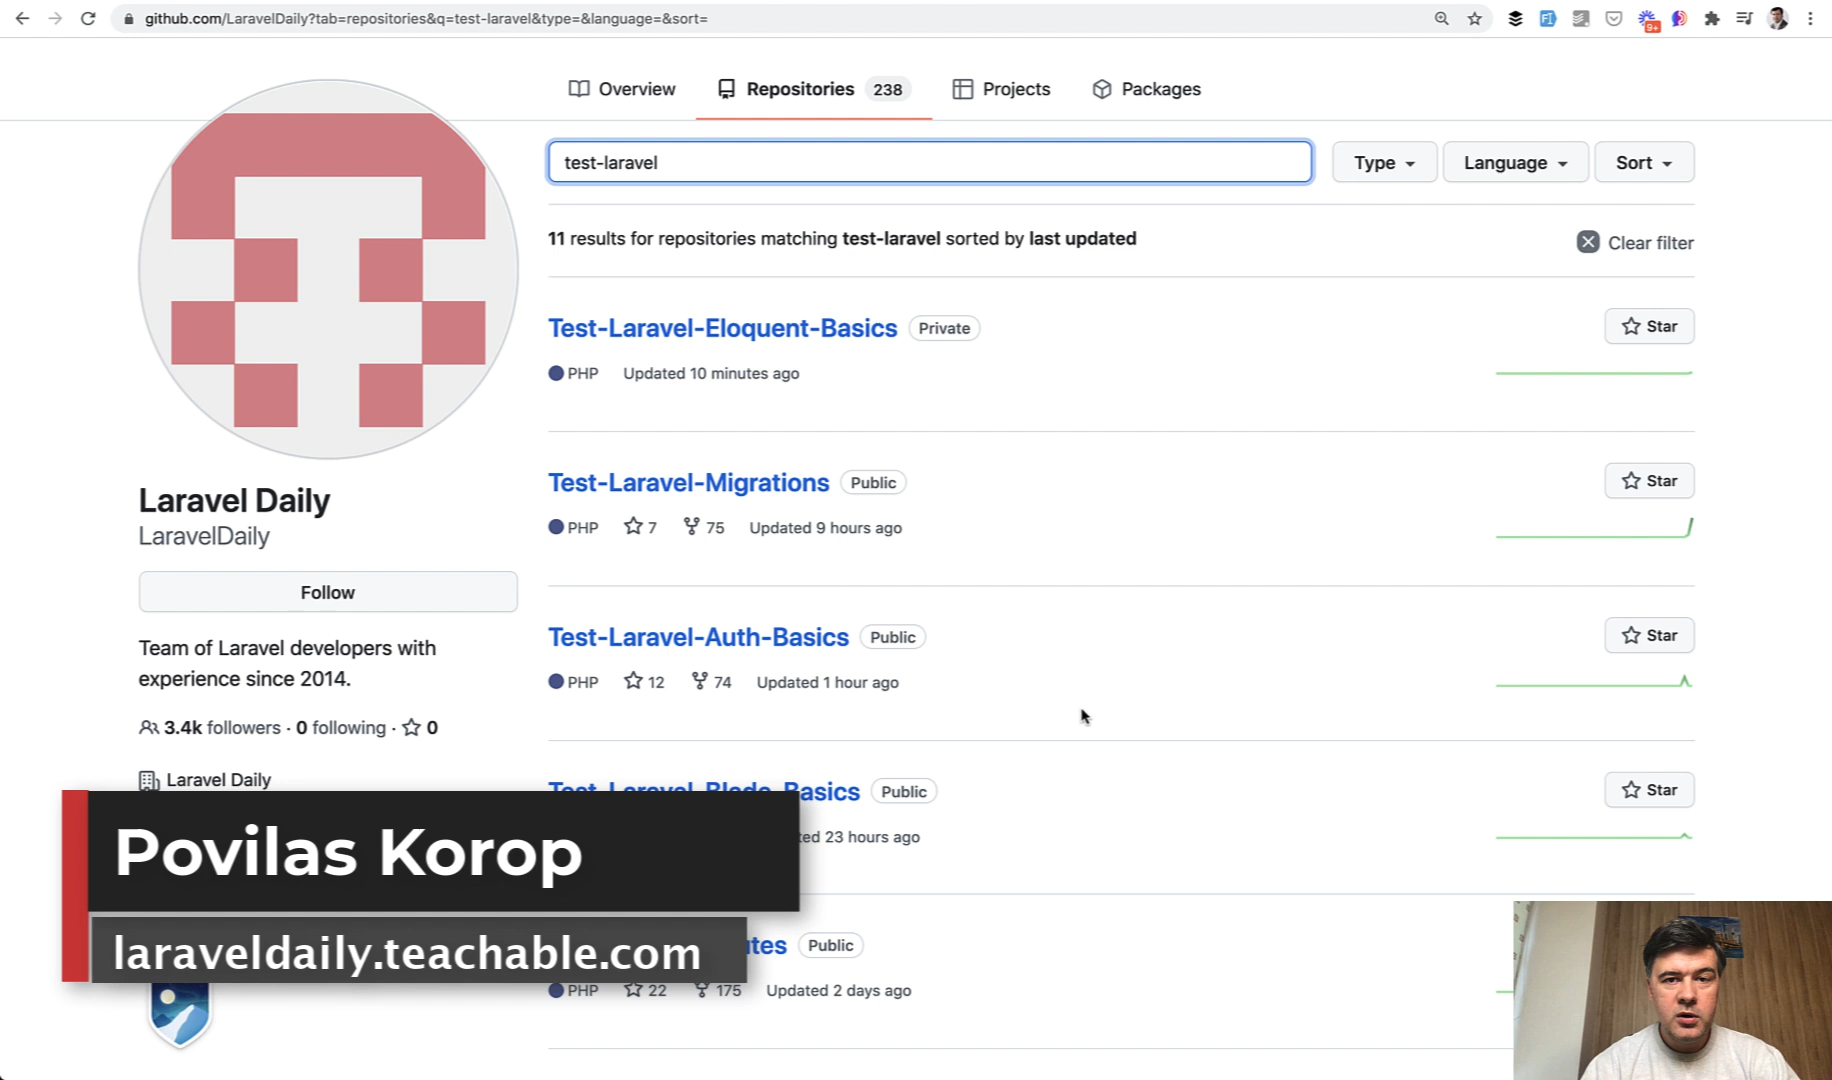 github.com/LaravelDaily?tab=repositories&q=test-laravel&type=&language=&sort=
9+
Overview
Repositories 238
Projects
Packages
test-laravel
Type
Language
Sort
11 results for repositories matching test-laravel sorted by last updated
Clear filter
Test-Laravel-Eloquent-Basics Private
Star
PHP Updated 10 minutes ago
Test-Laravel-Migrations Public
Star
PHP 7 75 Updated 9 hours ago
Test-Laravel-Auth-Basics Public
Star
PHP 12 74 Updated 1 hour ago
Basics Public
Star
23 hours ago
Public
PHP 22 175 Updated 2 days ago
Laravel Daily
LaravelDaily
Follow
Team of Laravel developers with
experience since 2014.
3.4k followers · 0 following · 0
Laravel Daily
Povilas Korop
laraveldaily.teachable.com